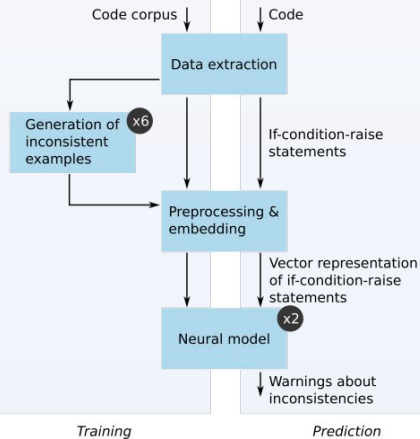 Code corpus
Code
Data extraction
Generation of
inconsistent
examples
x6
If-condition-raise
statements
Preprocessing &
embedding
Vector representation
of if-condition-raise
statements
x2
Neural model
Warnings about
inconsistencies
Training
Prediction